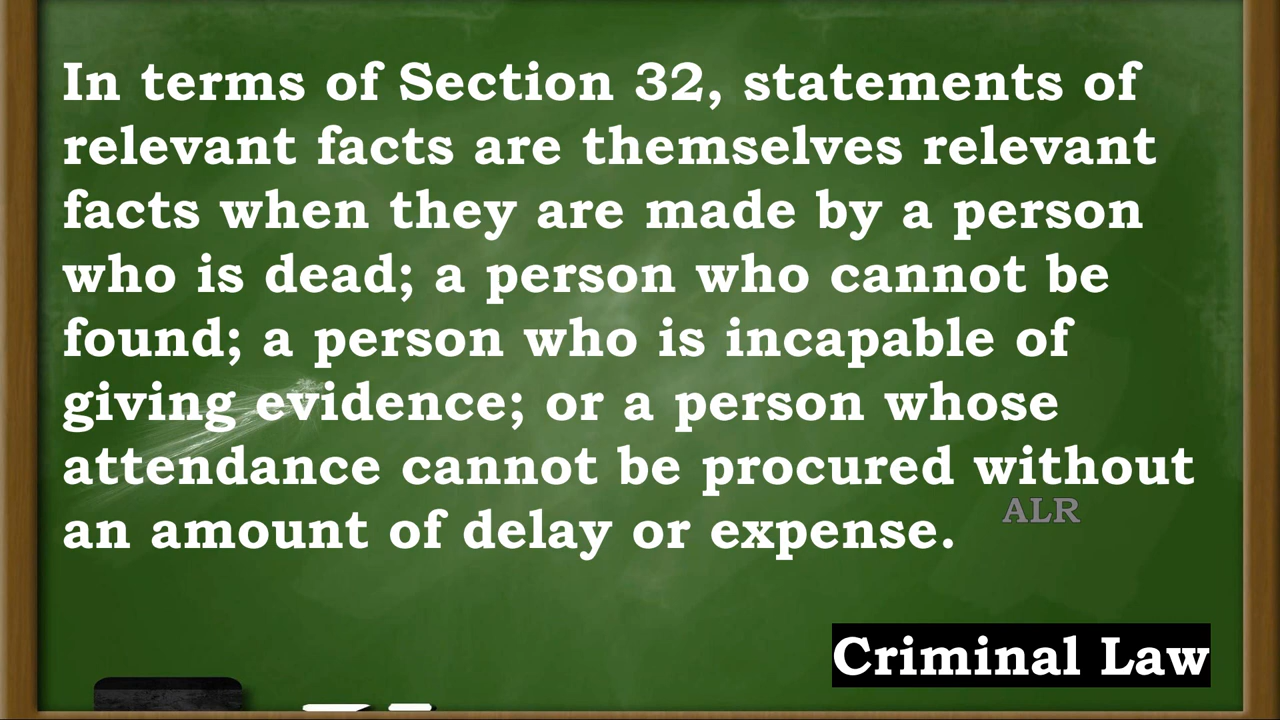 In terms of Section 32, statements of
relevant facts are themselves relevant
facts when they are made by a person
who is dead; a person who cannot be
found; a person who is incapable of
giving evidence; or a person whose
attendance cannot be procured without
an amount of delay or expense.
ALR
Criminal Law